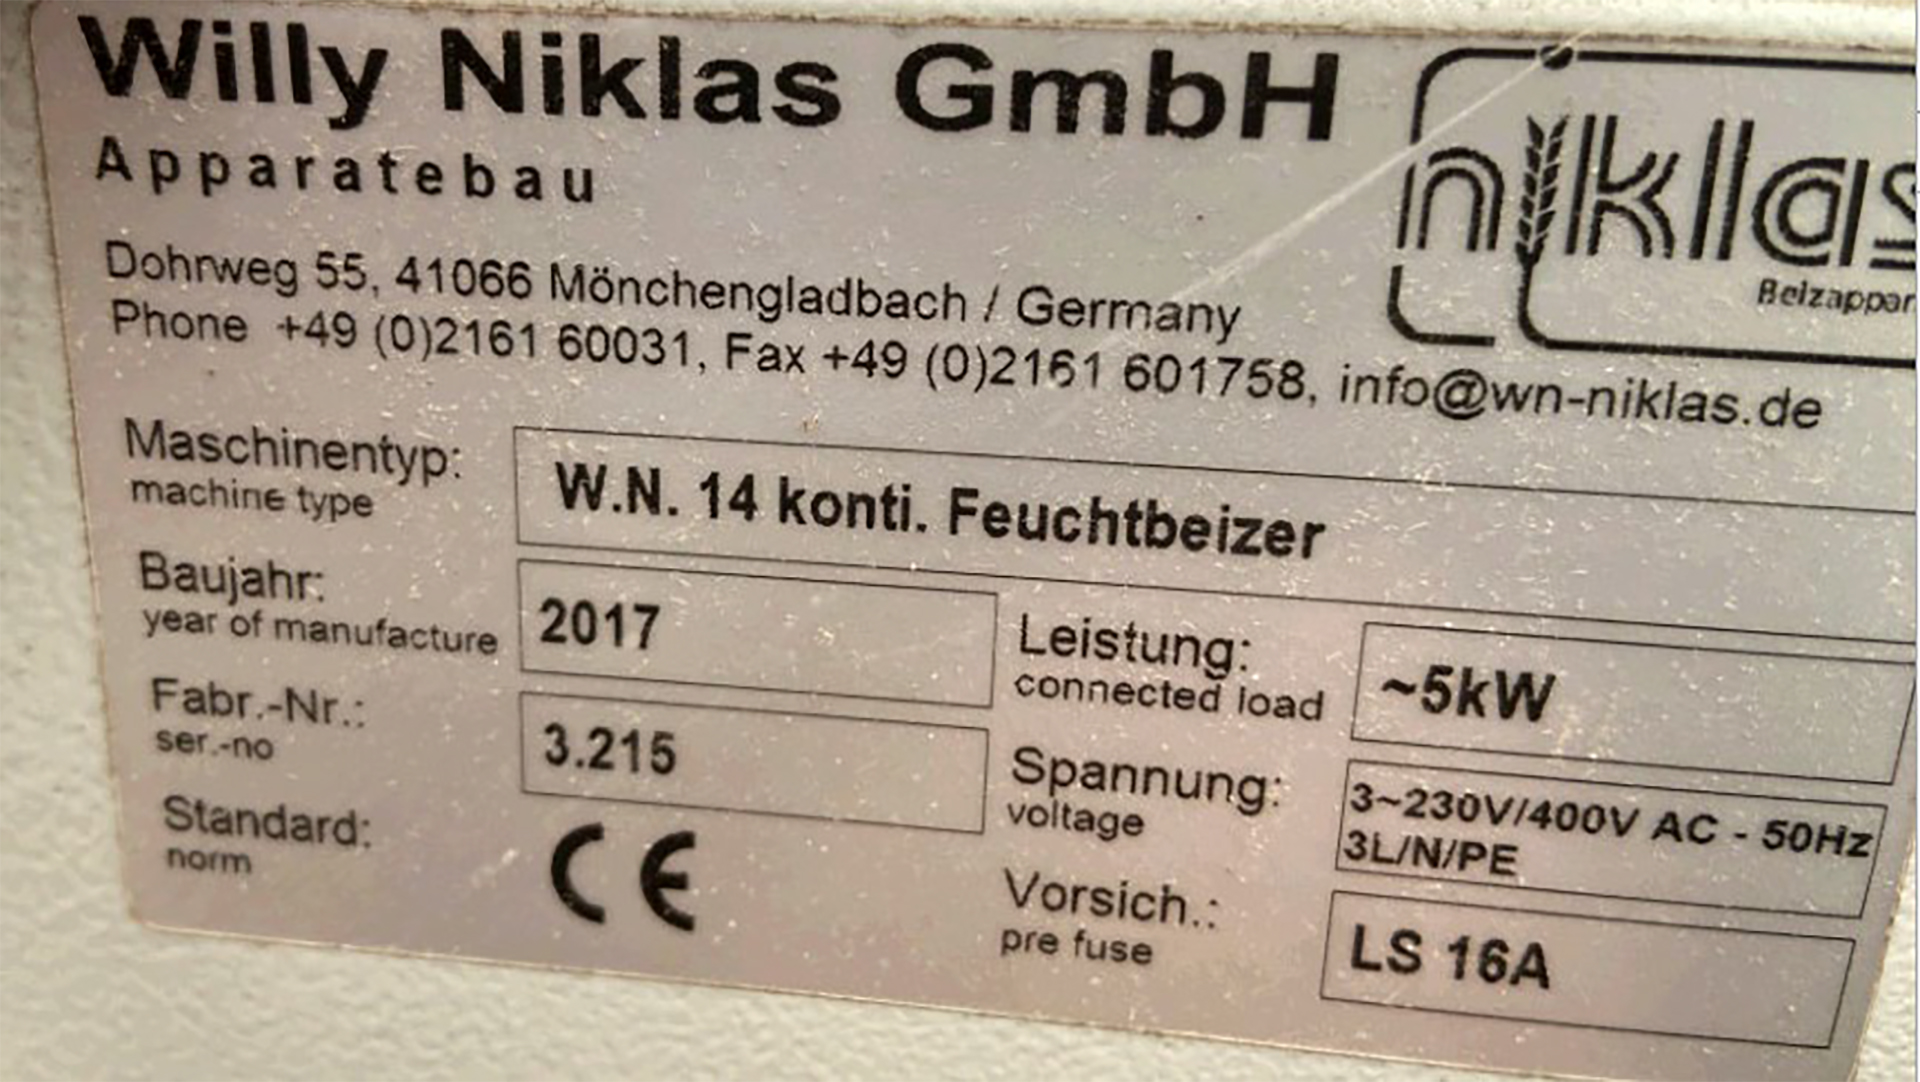 Willy Niklas GmbH
Apparatebau
niklas
Beizappar
Dohrweg 55, 41066 Mönchengladbach / Germany
Phone +49 (0)2161 60031, Fax +49 (0)2161 601758, info@wn-niklas.de
Maschinentyp: W.N. 14 konti. Feuchtbeizer
machine type
Baujahr: 2017
year of manufacture
Leistung: ~5kW
connected load
Fabr.-Nr.: 3.215
ser.-no
Spannung: 3~230V/400V AC - 50Hz
voltage 3L/N/PE
Standard: CE
norm
Vorsich.: LS 16A
pre fuse